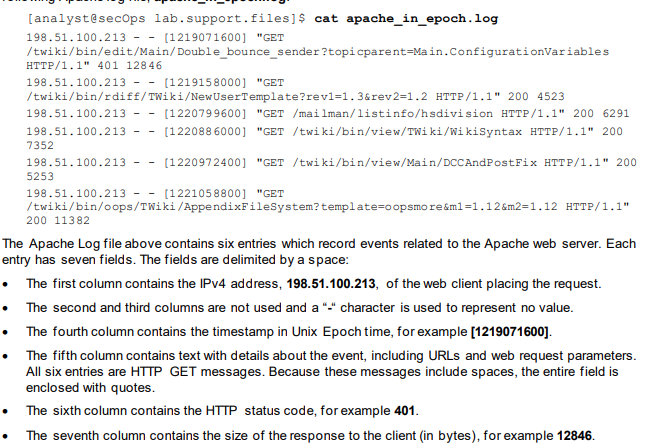 following Apache log file, apache_in_epoch.log.
[analyst@secOps lab.support.files]$ cat apache_in_epoch.log
198.51.100.213 - - [1219071600] "GET
/twiki/bin/edit/Main/Double_bounce_sender?topicparent=Main.ConfigurationVariables
HTTP/1.1" 401 12846
198.51.100.213 - - [1219158000] "GET
/twiki/bin/rdiff/TWiki/NewUserTemplate?rev1=1.3&rev2=1.2 HTTP/1.1" 200 4523
198.51.100.213 - - [1220799600] "GET /mailman/listinfo/hsdivision HTTP/1.1" 200 6291
198.51.100.213 - - [1220886000] "GET /twiki/bin/view/TWiki/WikiSyntax HTTP/1.1" 200
7352
198.51.100.213 - - [1220972400] "GET /twiki/bin/view/Main/DCCAndPostFix HTTP/1.1" 200
5253
198.51.100.213 - - [1221058800] "GET
/twiki/bin/oops/TWiki/AppendixFileSystem?template=oopsmore&m1=1.12&m2=1.12 HTTP/1.1"
200 11382
The Apache Log file above contains six entries which record events related to the Apache web server. Each
entry has seven fields. The fields are delimited by a space:
• The first column contains the IPv4 address, 198.51.100.213, of the web client placing the request.
• The second and third columns are not used and a "-" character is used to represent no value.
• The fourth column contains the timestamp in Unix Epoch time, for example [1219071600].
• The fifth column contains text with details about the event, including URLs and web request parameters.
All six entries are HTTP GET messages. Because these messages include spaces, the entire field is
enclosed with quotes.
• The sixth column contains the HTTP status code, for example 401.
• The seventh column contains the size of the response to the client (in bytes), for example 12846.